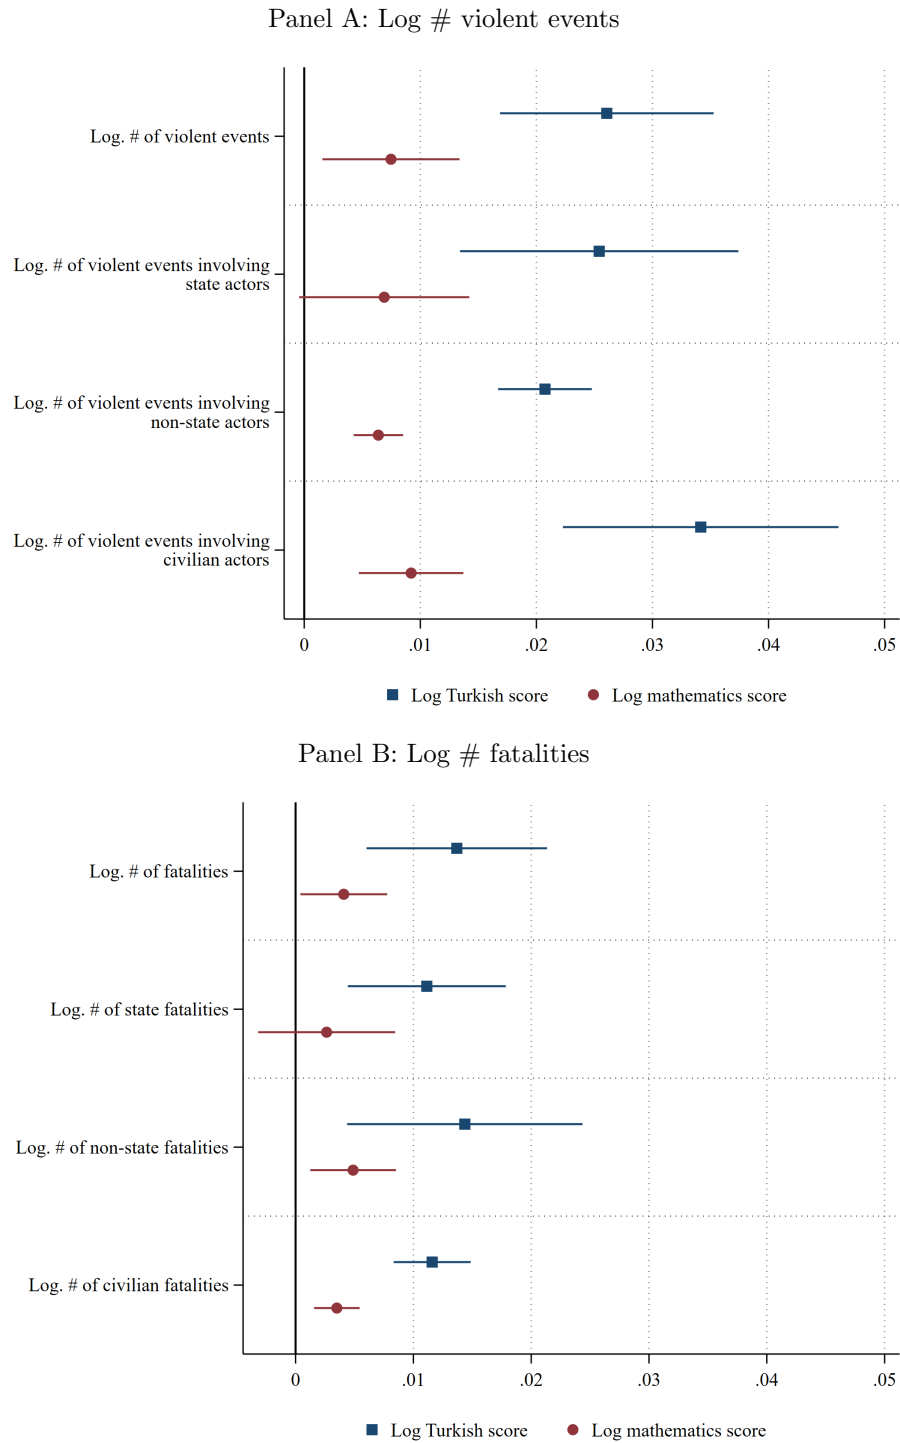 Panel A: Log # violent events
Log. # of violent events
Log. # of violent events involving
state actors
Log. # of violent events involving
non-state actors
Log. # of violent events involving
civilian actors
0 .01 .02 .03 .04 .05
Log Turkish score Log mathematics score
Panel B: Log # fatalities
Log. # of fatalities
Log. # of state fatalities
Log. # of non-state fatalities
Log. # of civilian fatalities
0 .01 .02 .03 .04 .05
Log Turkish score Log mathematics score